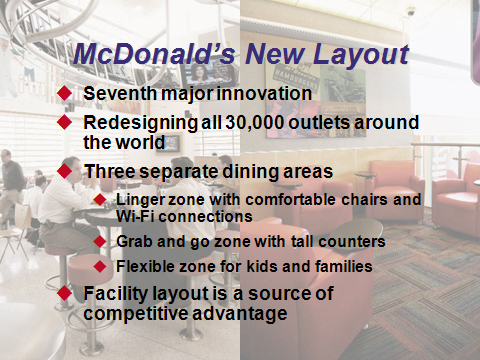 McDonald's New Layout
Seventh major innovation
Redesigning all 30,000 outlets around
the world
Three separate dining areas
Linger zone with comfortable chairs and
Wi-Fi connections
Grab and go zone with tall counters
Flexible zone for kids and families
Facility layout is a source of
competitive advantage